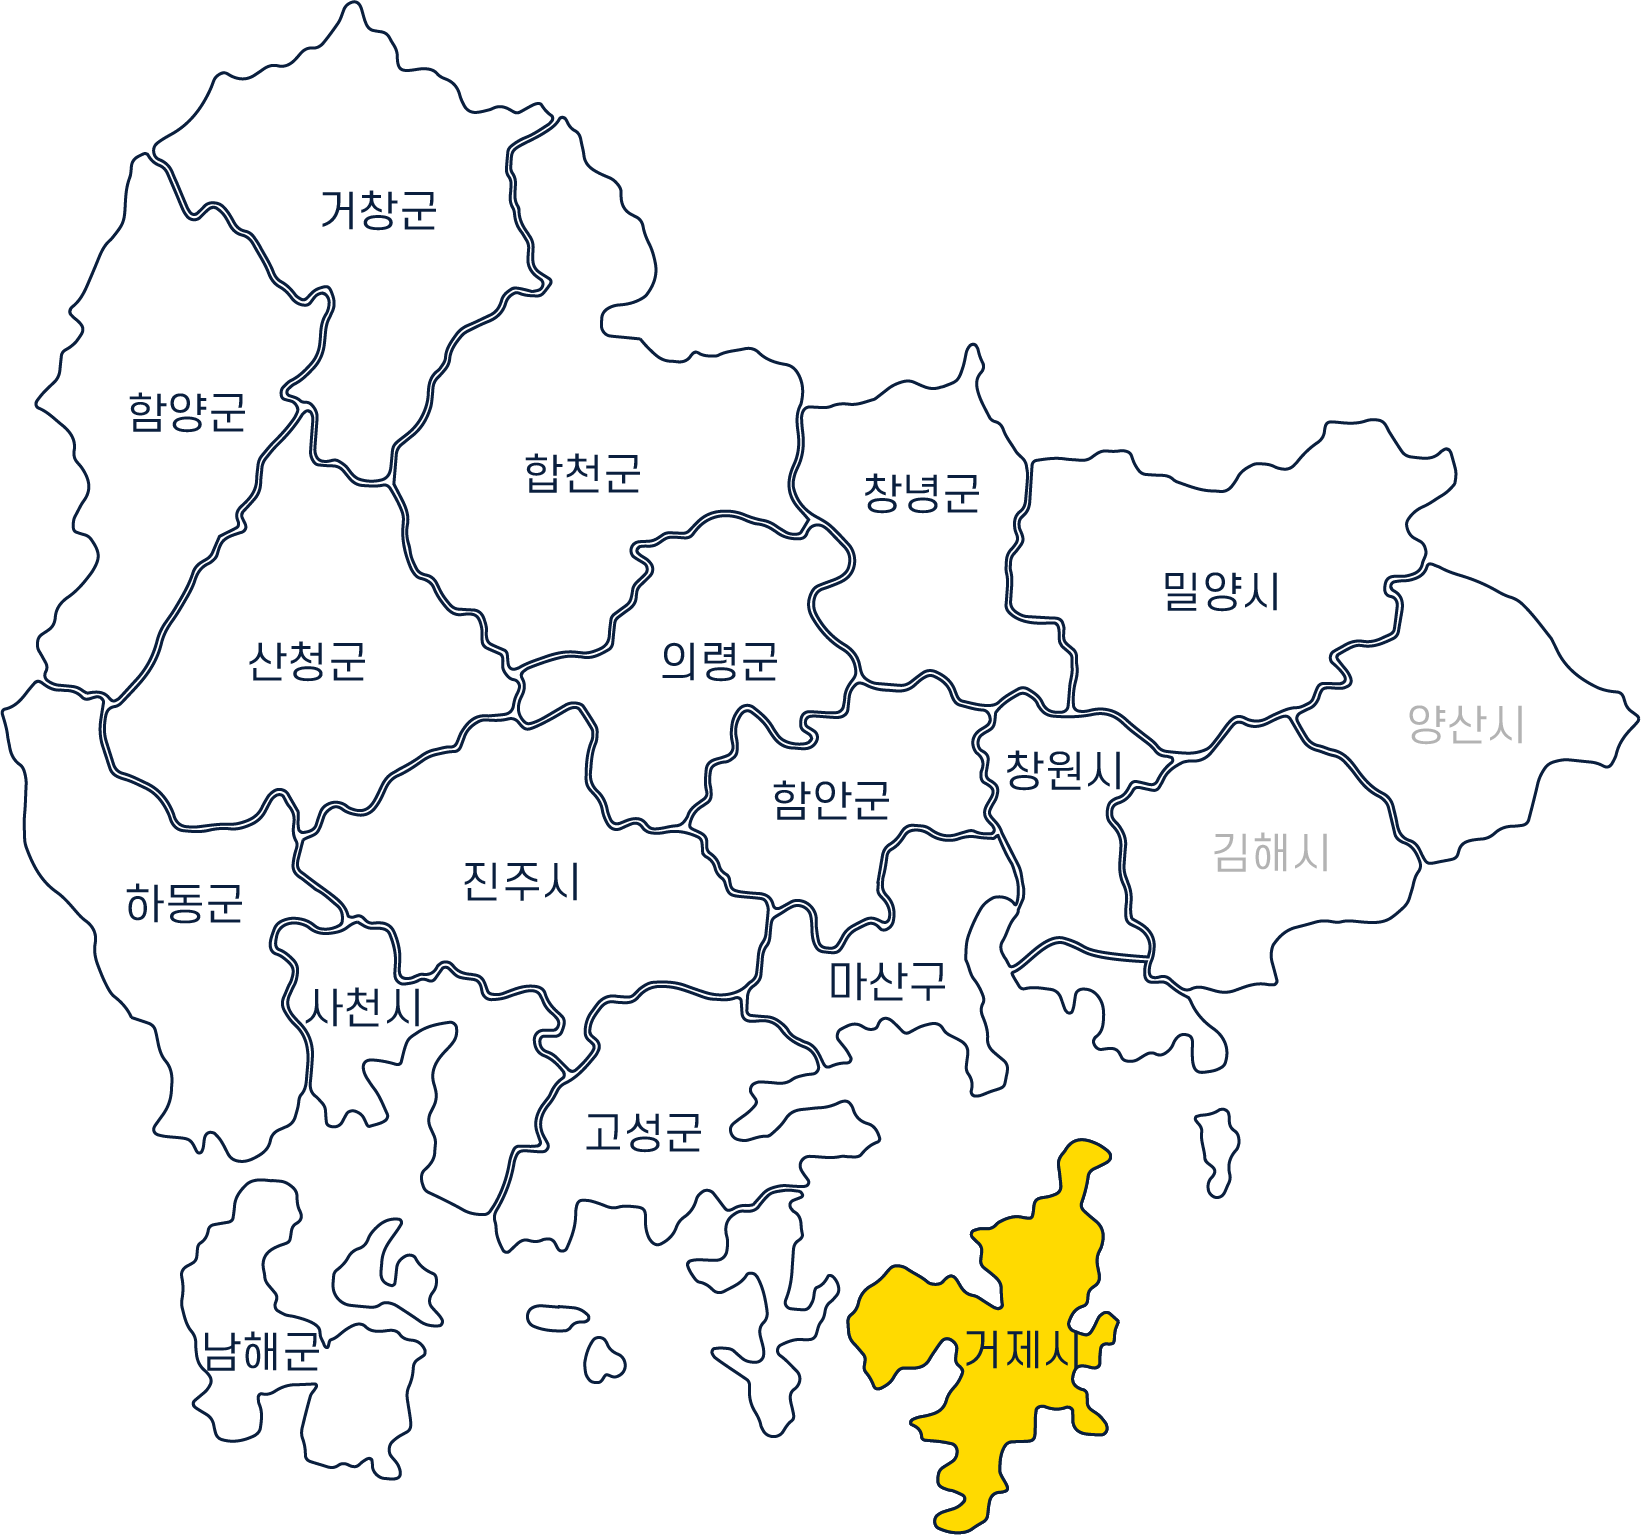 거창군
함양군
합천군
창녕군
밀양시
산청군
의령군
양산시
창원시
함안군
김해시
진주시
하동군
마산구
사천시
고성군
남해군
거제시